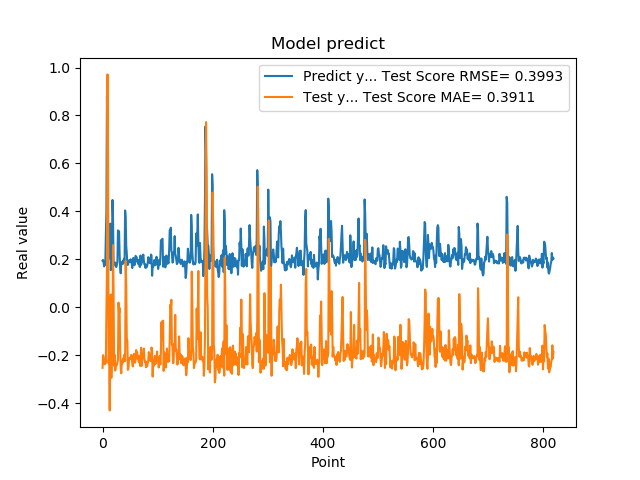 Model predict
Predict y... Test Score RMSE= 0.3993
Test y... Test Score MAE= 0.3911
1.0
0.8
0.6
0.4
0.2
0.0
−0.2
−0.4
Real value
0 200 400 600 800
Point